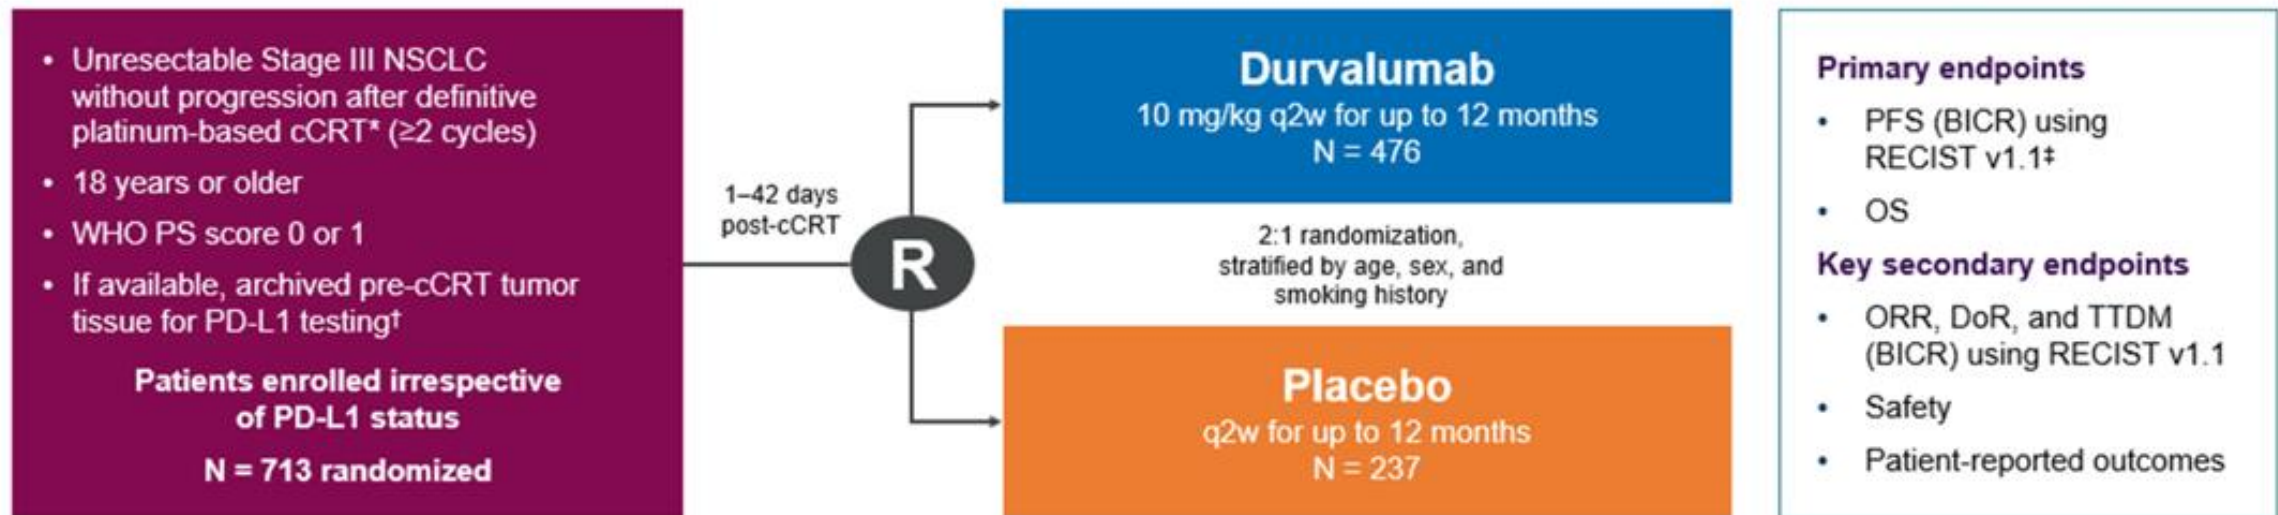 • Unresectable Stage III NSCLC
without progression after definitive
platinum-based cCRT* (≥2 cycles)
• 18 years or older
• WHO PS score 0 or 1
• If available, archived pre-cCRT tumor
tissue for PD-L1 testing†
Patients enrolled irrespective
of PD-L1 status
N = 713 randomized
1–42 days
post-cCRT
R
Durvalumab
10 mg/kg q2w for up to 12 months
N = 476
2:1 randomization,
stratified by age, sex, and
smoking history
Placebo
q2w for up to 12 months
N = 237
Primary endpoints
• PFS (BICR) using
RECIST v1.1‡
• OS
Key secondary endpoints
• ORR, DoR, and TTDM
(BICR) using RECIST v1.1
• Safety
• Patient-reported outcomes